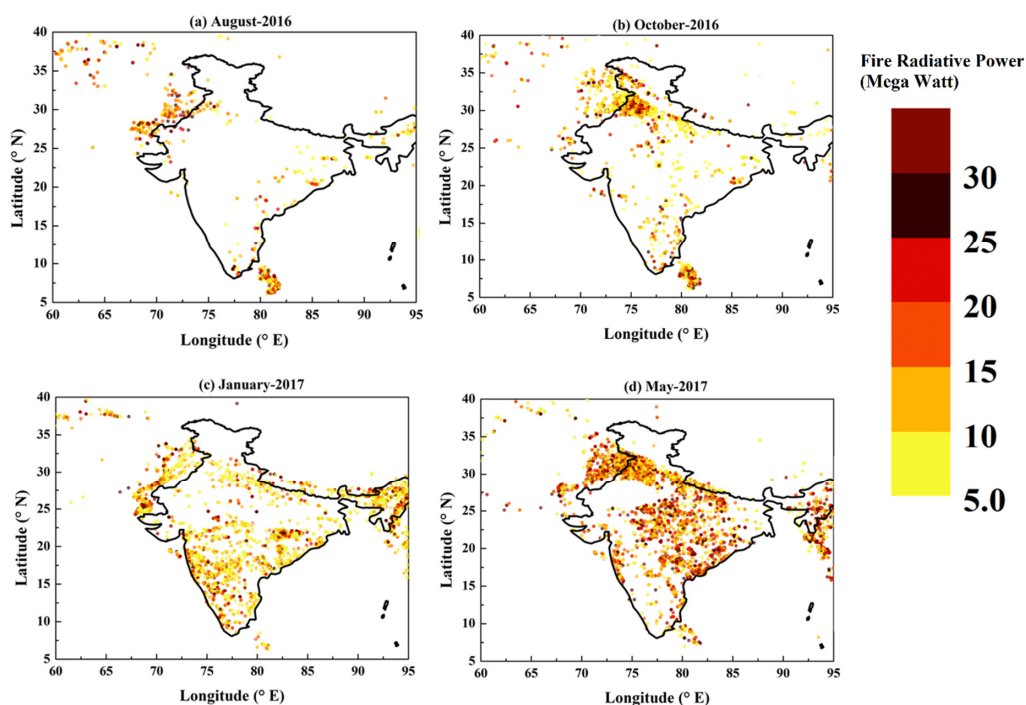 (a) August-2016
40
35
30
25
20
15
10
5
Latitude (° N)
60 65 70 75 80 85 90 95
Longitude (° E)
(b) October-2016
40
35
30
25
20
15
10
5
Latitude (° N)
60 65 70 75 80 85 90 95
Longitude (° E)
Fire Radiative Power
(Mega Watt)
30
25
20
15
10
5.0
(c) January-2017
40
35
30
25
20
15
10
5
Latitude (° N)
60 65 70 75 80 85 90 95
Longitude (° E)
(d) May-2017
40
35
30
25
20
15
10
5
Latitude (° N)
60 65 70 75 80 85 90 95
Longitude (° E)